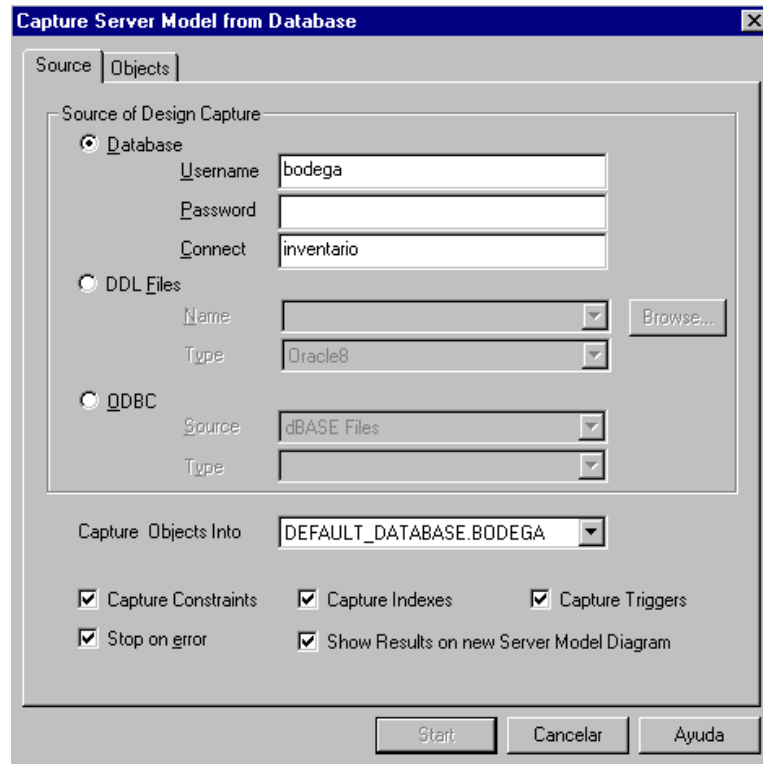 Capture Server Model from Database
Source Objects
Source of Design Capture
Database
Username bodega
Password
Connect inventario
DDL Files
Name Browse...
Type Oracle8
ODBC
Source dBASE Files
Type
Capture Objects Into DEFAULT_DATABASE.BODEGA
Capture Constraints Capture Indexes Capture Triggers
Stop on error Show Results on new Server Model Diagram
Start Cancelar Ayuda